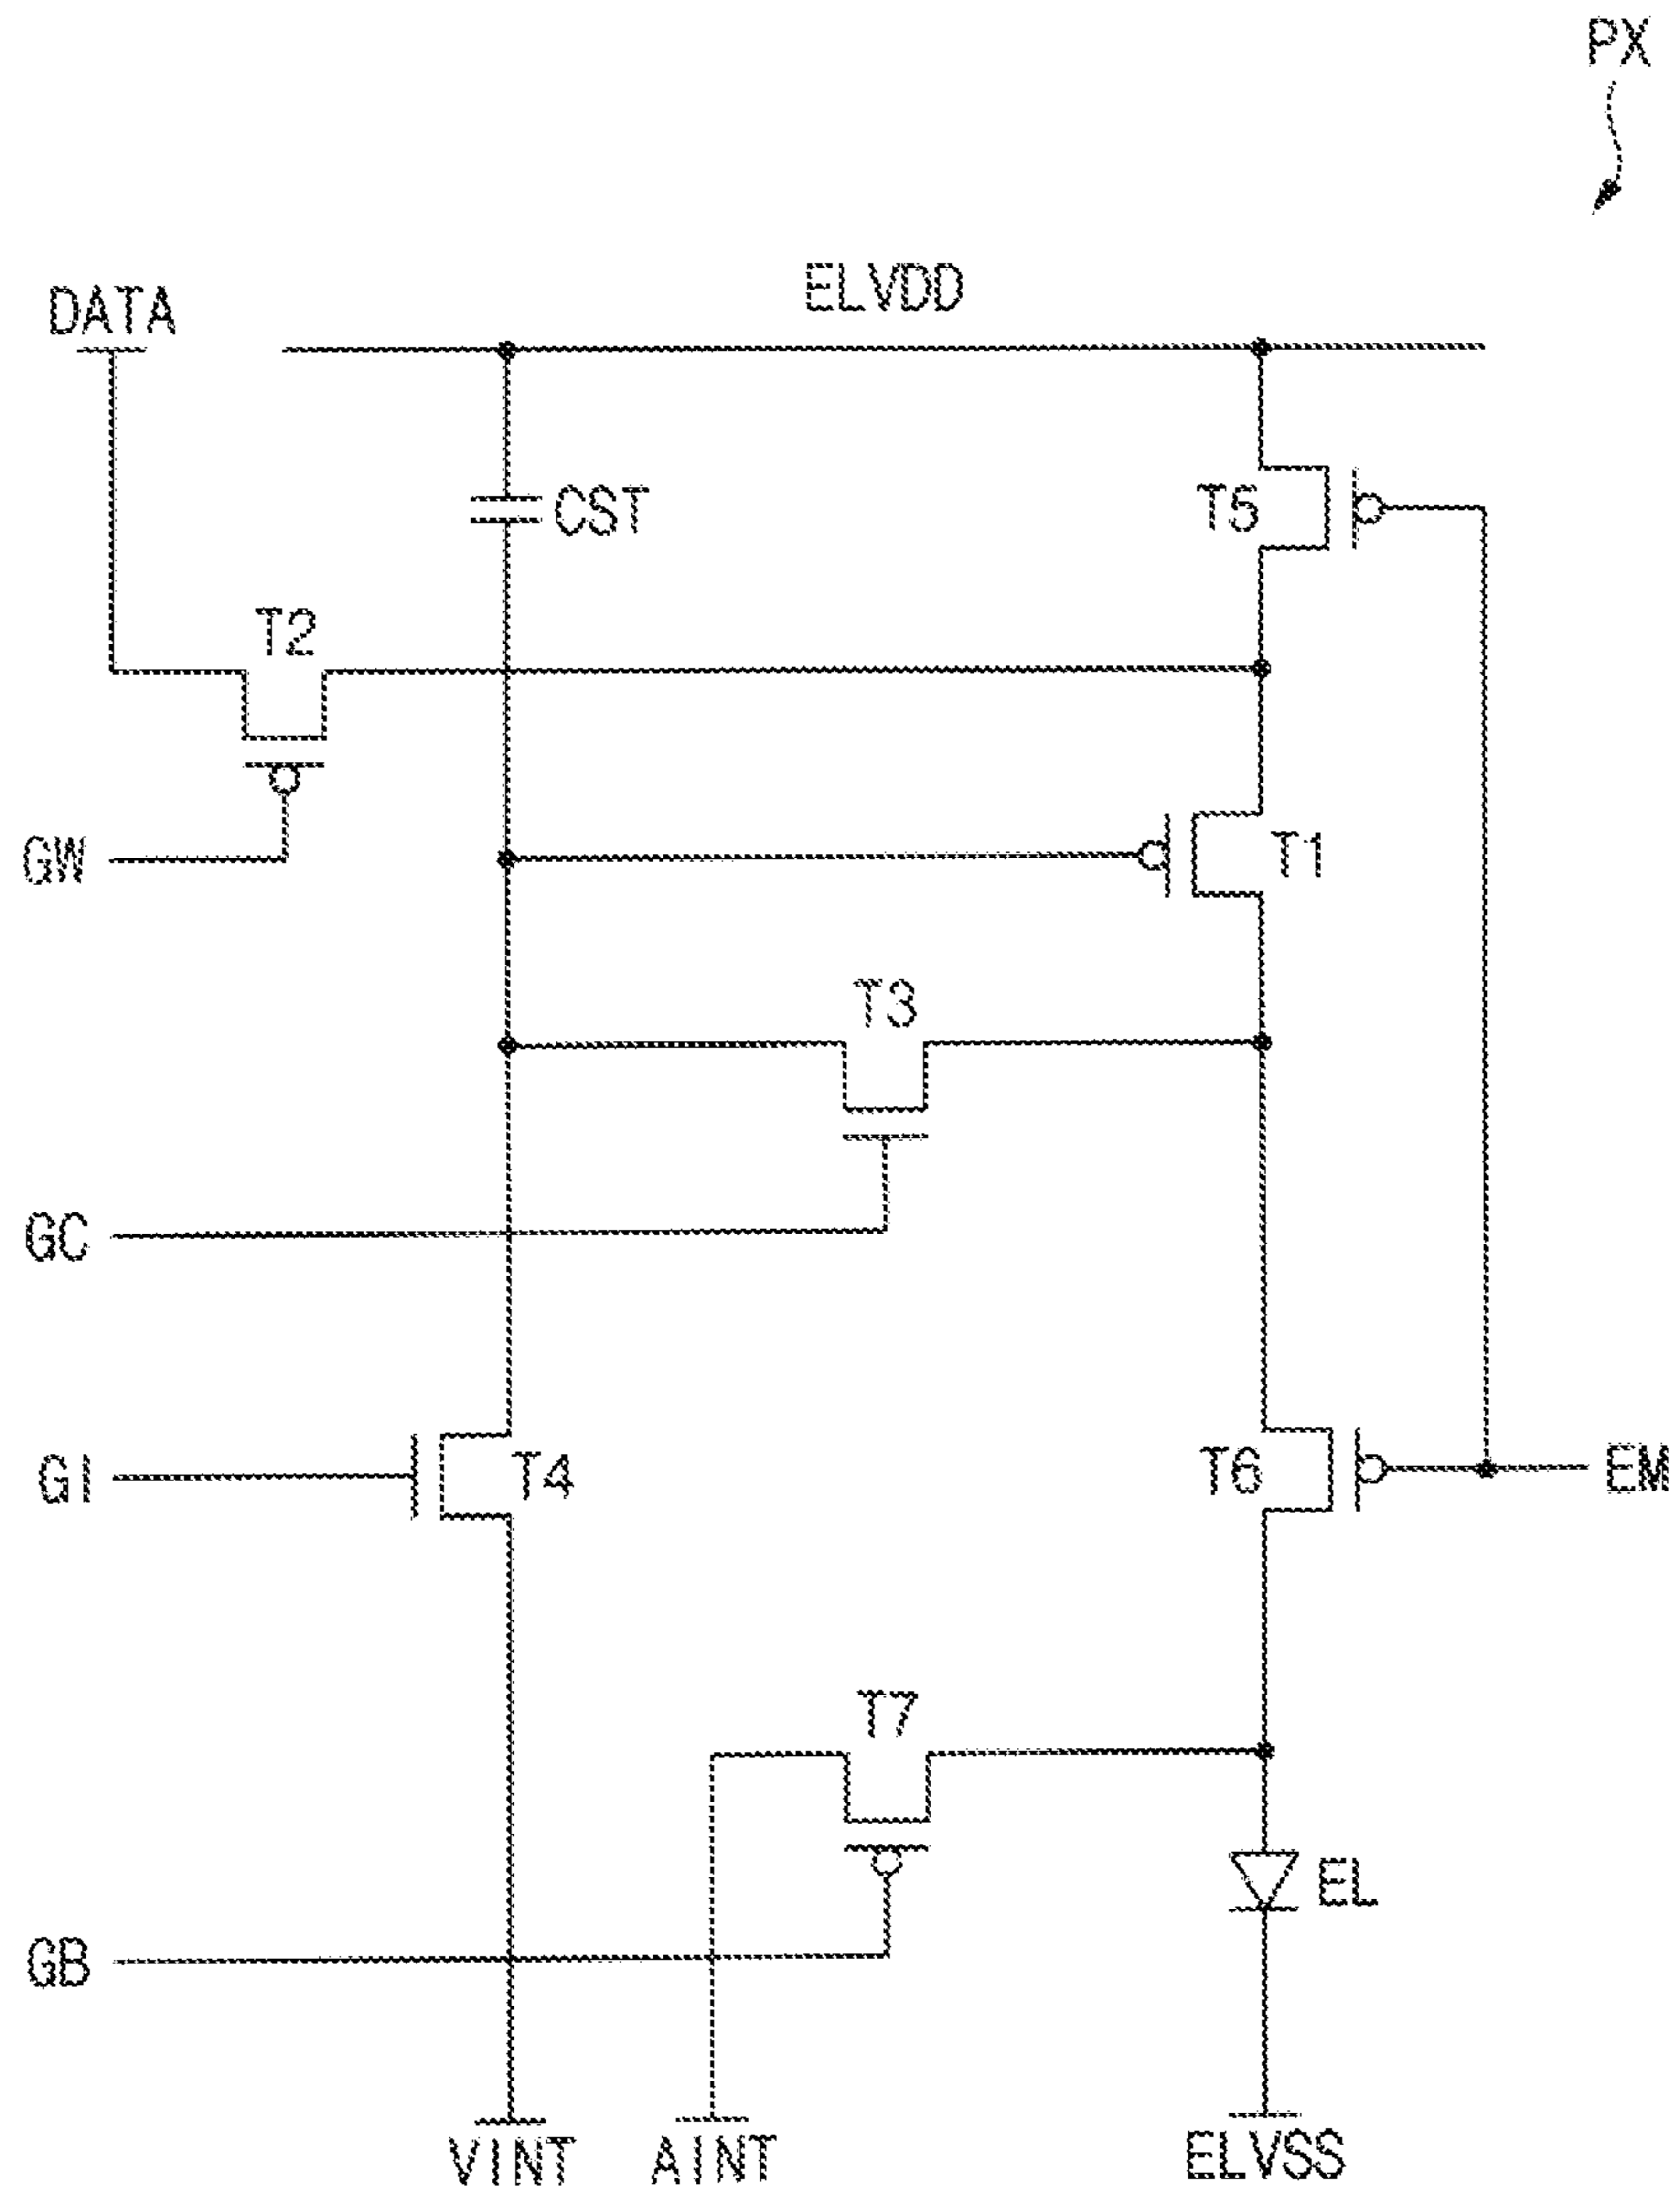 PX
ELVDD
DATA
CST
T5
T2
GW
T1
T3
GC
GI
T4
T6
EM
T7
EL
GB
VINT
AINT
ELVSS